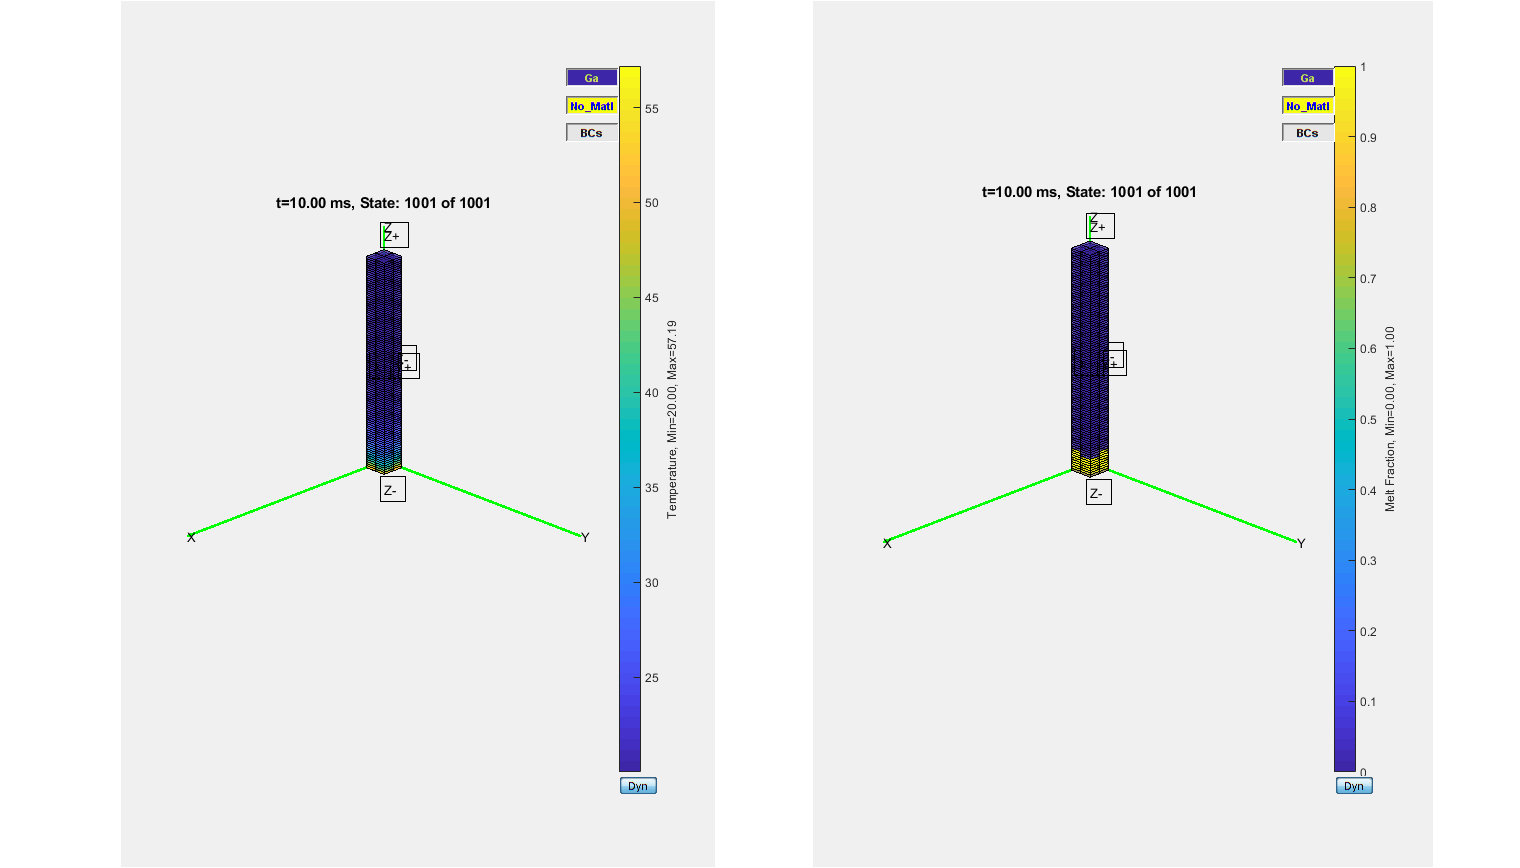 Ga
No_Matl
BCs
t=10.00 ms, State: 1001 of 1001
Z
Z+
-
+
Z-
X
Y
55
50
45
40
35
30
25
Temperature, Min=20.00, Max=57.19
Dyn
Ga
No_Matl
BCs
t=10.00 ms, State: 1001 of 1001
Z
Z+
-
+
Z-
X
Y
1
0.9
0.8
0.7
0.6
0.5
0.4
0.3
0.2
0.1
0
Melt Fraction, Min=0.00, Max=1.00
Dyn